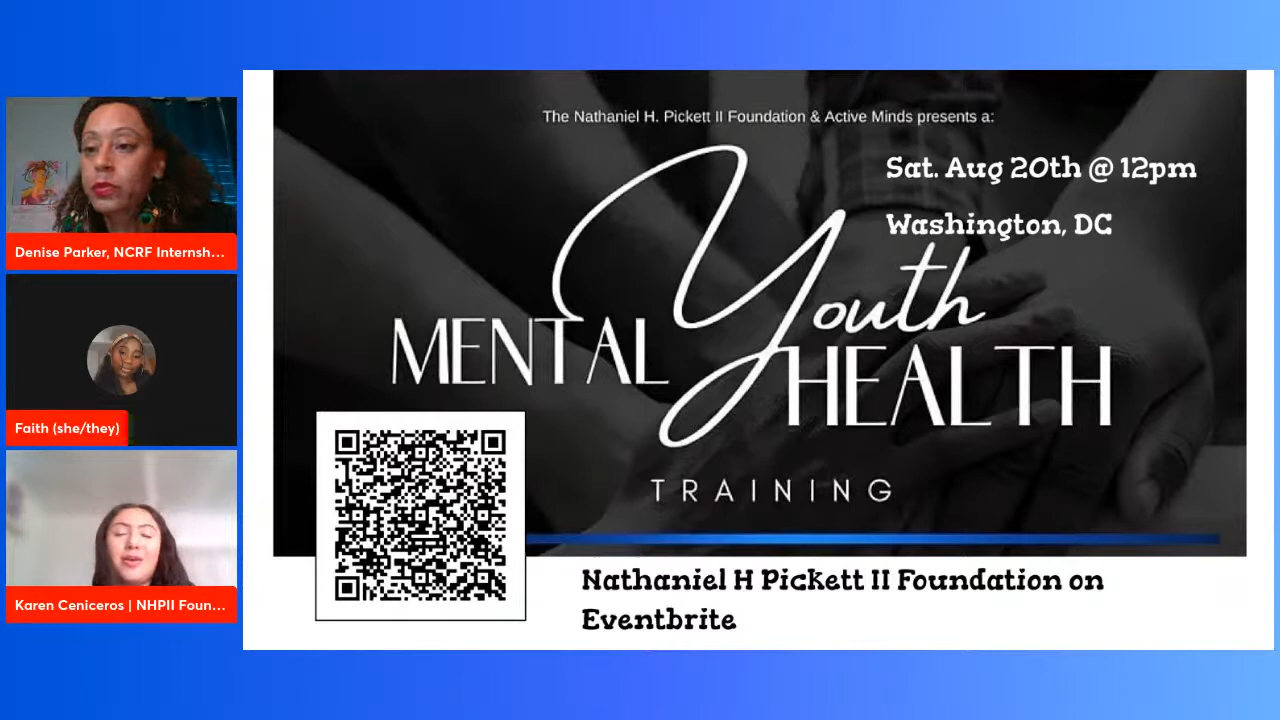 Denise Parker, NCRF Internsh...
Faith (she/they)
Karen Ceniceros | NHPII Foun...
The Nathaniel H. Pickett II Foundation & Active Minds presents a:
Sat. Aug 20th @ 12pm
Washington, DC
Youth
MENTAL HEALTH
TRAINING
Nathaniel H Pickett II Foundation on
Eventbrite